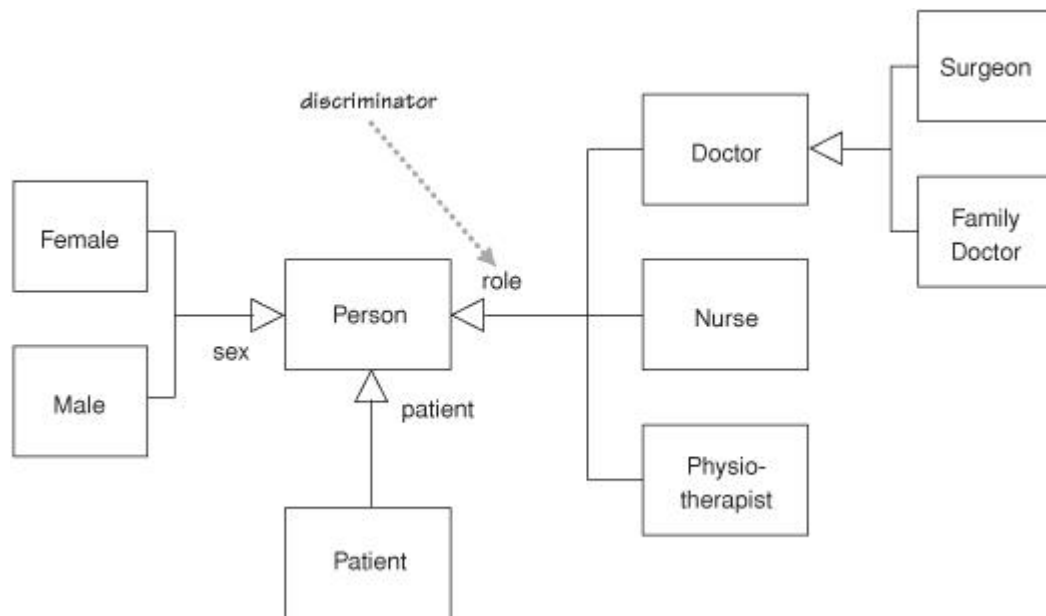 Surgeon
discriminator
Doctor
Female
Family
Doctor
role
Person
Nurse
sex
Male
patient
Physio-
therapist
Patient